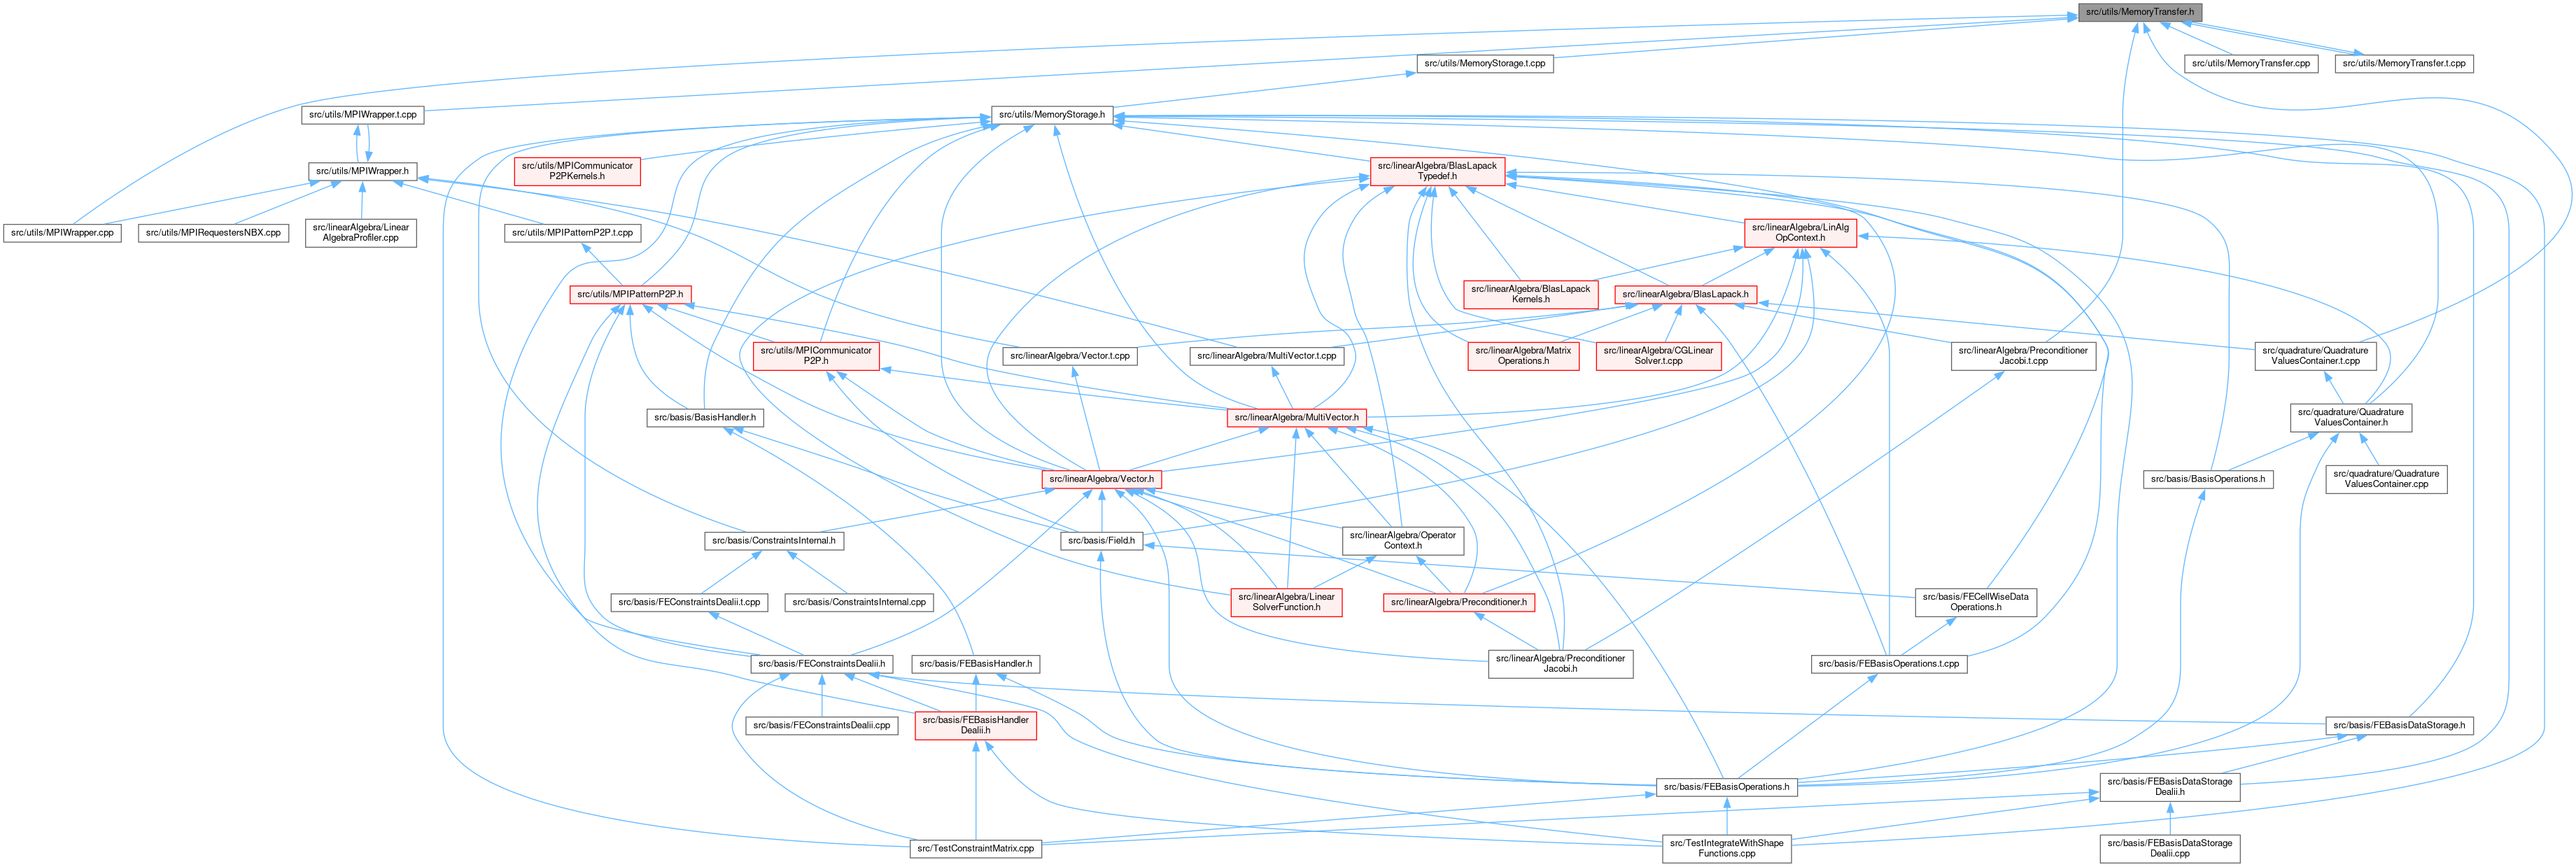 src/utils/MemoryTransfer.h
src/utils/MemoryStorage.t.cpp
src/utils/MemoryTransfer.cpp
src/utils/MemoryTransfer.t.cpp
src/utils/MPIWrapper.t.cpp
src/utils/MemoryStorage.h
src/utils/MPIWrapper.h
src/utils/MPICommunicator
P2PKernels.h
src/linearAlgebra/BlasLapack
Typedef.h
src/utils/MPIWrapper.cpp
src/utils/MPIRequestersNBX.cpp
src/linearAlgebra/Linear
AlgebraProfiler.cpp
src/utils/MPIPatternP2P.t.cpp
src/linearAlgebra/LinAlg
OpContext.h
src/utils/MPIPatternP2P.h
src/linearAlgebra/BlasLapack
Kernels.h
src/linearAlgebra/BlasLapack.h
src/utils/MPICommunicator
P2P.h
src/linearAlgebra/Vector.t.cpp
src/linearAlgebra/MultiVector.t.cpp
src/linearAlgebra/Matrix
Operations.h
src/linearAlgebra/CGLinear
Solver.t.cpp
src/linearAlgebra/Preconditioner
Jacobi.t.cpp
src/quadrature/Quadrature
ValuesContainer.t.cpp
src/basis/BasisHandler.h
src/linearAlgebra/MultiVector.h
src/quadrature/Quadrature
ValuesContainer.h
src/linearAlgebra/Vector.h
src/basis/BasisOperations.h
src/quadrature/Quadrature
ValuesContainer.cpp
src/basis/ConstraintsInternal.h
src/basis/Field.h
src/linearAlgebra/Operator
Context.h
src/basis/FEConstraintsDealii.t.cpp
src/basis/ConstraintsInternal.cpp
src/linearAlgebra/Linear
SolverFunction.h
src/linearAlgebra/Preconditioner.h
src/basis/FECellWiseData
Operations.h
src/basis/FEConstraintsDealii.h
src/basis/FEBasisHandler.h
src/linearAlgebra/Preconditioner
Jacobi.h
src/basis/FEBasisOperations.t.cpp
src/basis/FEConstraintsDealii.cpp
src/basis/FEBasisHandler
Dealii.h
src/basis/FEBasisDataStorage.h
src/basis/FEBasisOperations.h
src/basis/FEBasisDataStorage
Dealii.h
src/TestConstraintMatrix.cpp
src/TestIntegrateWithShape
Functions.cpp
src/basis/FEBasisDataStorage
Dealii.cpp